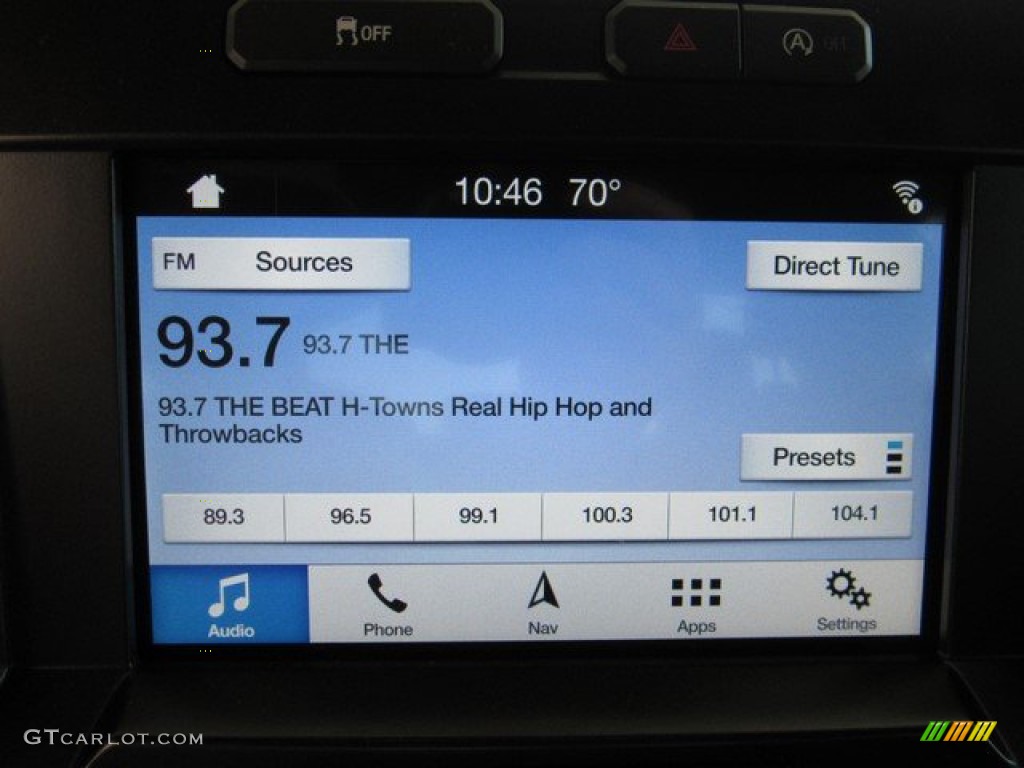 OFF
A OFF
10:46 70°
FM Sources
Direct Tune
93.7 93.7 THE
93.7 THE BEAT H-Towns Real Hip Hop and
Throwbacks
Presets
89.3 96.5 99.1 100.3 101.1 104.1
Audio Phone Nav Apps Settings
GTCARLOT.COM